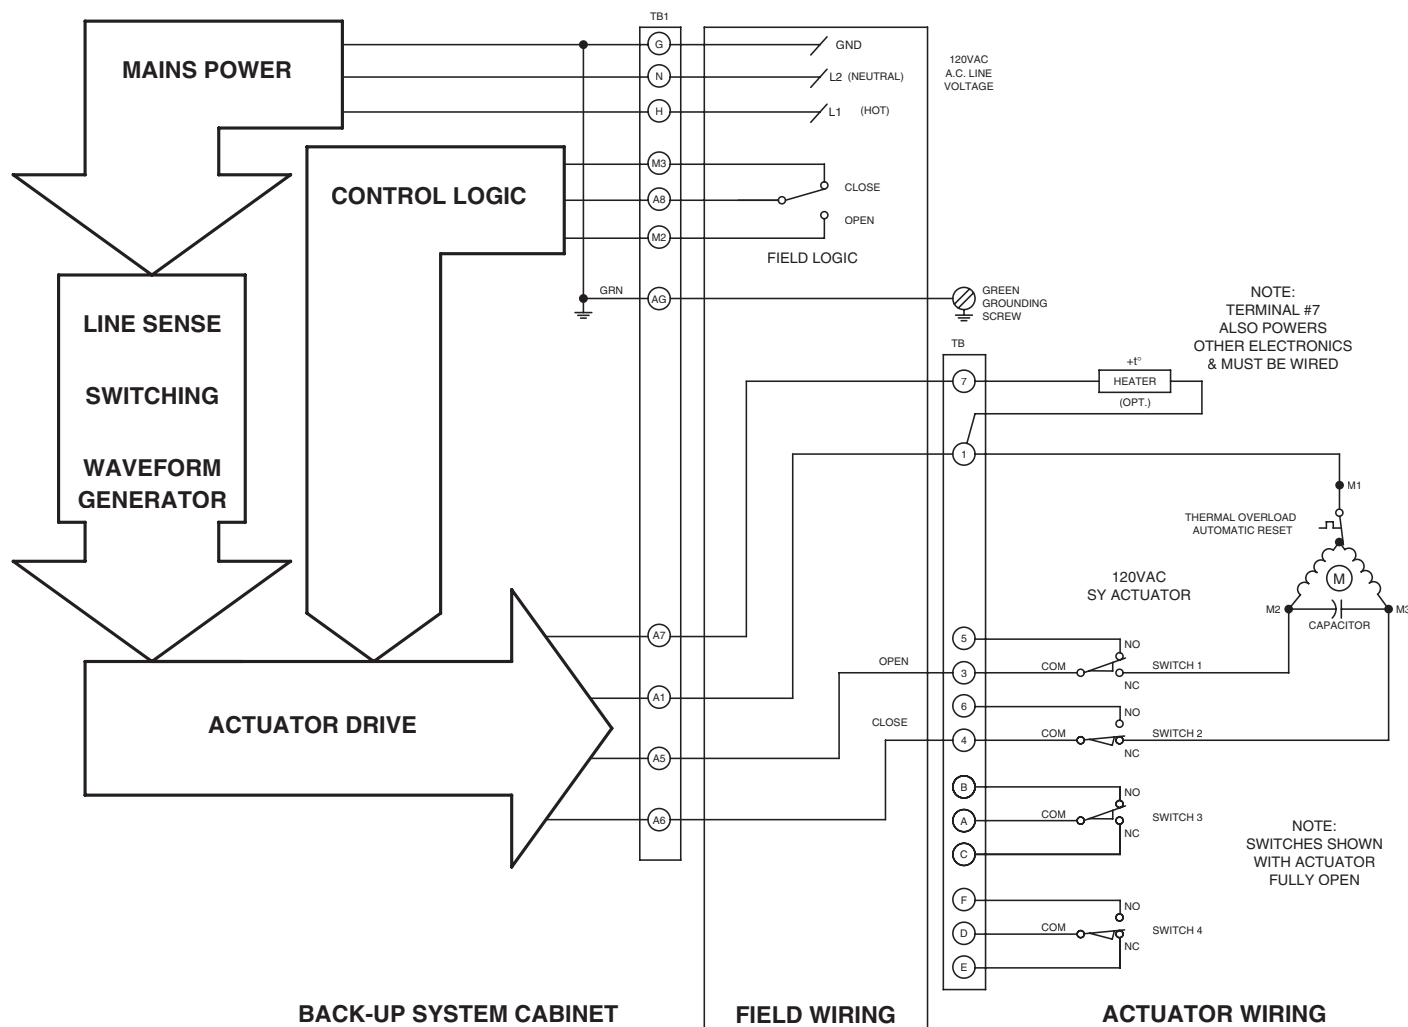 MAINS POWER
CONTROL LOGIC
LINE SENSE
SWITCHING
WAVEFORM
GENERATOR
ACTUATOR DRIVE
BACK-UP SYSTEM CABINET
TB1
G
N
H
M3
A8
M2
GRN
AG
A7
A1
A5
A6
GND
L2 (NEUTRAL)
L1 (HOT)
CLOSE
OPEN
FIELD LOGIC
OPEN
CLOSE
FIELD WIRING
120VAC
A.C. LINE
VOLTAGE
GREEN
GROUNDING
SCREW
NOTE:
TERMINAL #7
ALSO POWERS
OTHER ELECTRONICS
& MUST BE WIRED
TB
7
+t°
HEATER
(OPT.)
1
M1
THERMAL OVERLOAD
AUTOMATIC RESET
M
M2
M3
CAPACITOR
120VAC
SY ACTUATOR
5
NO
3
COM
SWITCH 1
NC
6
NO
4
COM
SWITCH 2
NC
B
NO
A
COM
SWITCH 3
NC
C
NOTE:
SWITCHES SHOWN
WITH ACTUATOR
FULLY OPEN
F
NO
D
COM
SWITCH 4
NC
E
ACTUATOR WIRING